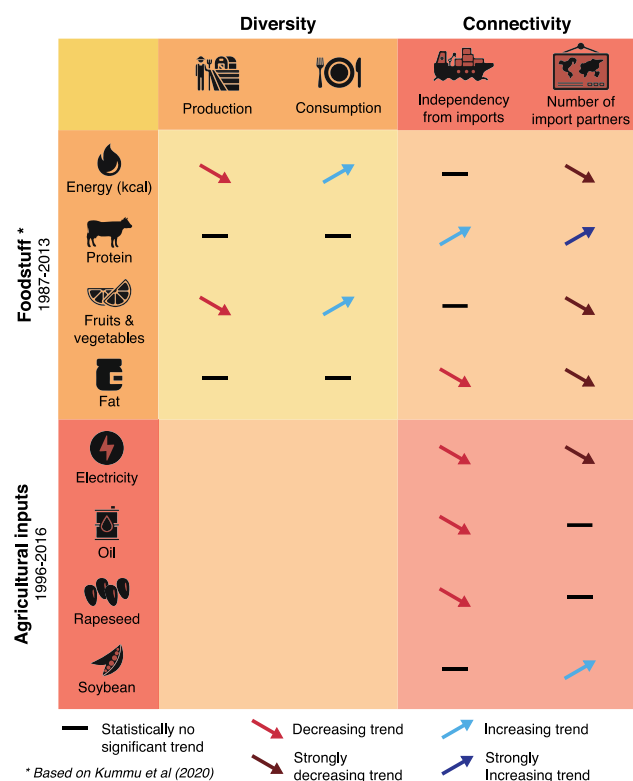 Diversity
Connectivity
Production
Consumption
Independency
from imports
Number of
import partners
Foodstuff *
1987-2013
Energy (kcal)
Protein
Fruits &
vegetables
Fat
Agricultural inputs
1996-2016
Electricity
Oil
Rapeseed
Soybean
Statistically no
significant trend
Decreasing trend
Increasing trend
Strongly
decreasing trend
Strongly
Increasing trend
* Based on Kummu et al (2020)